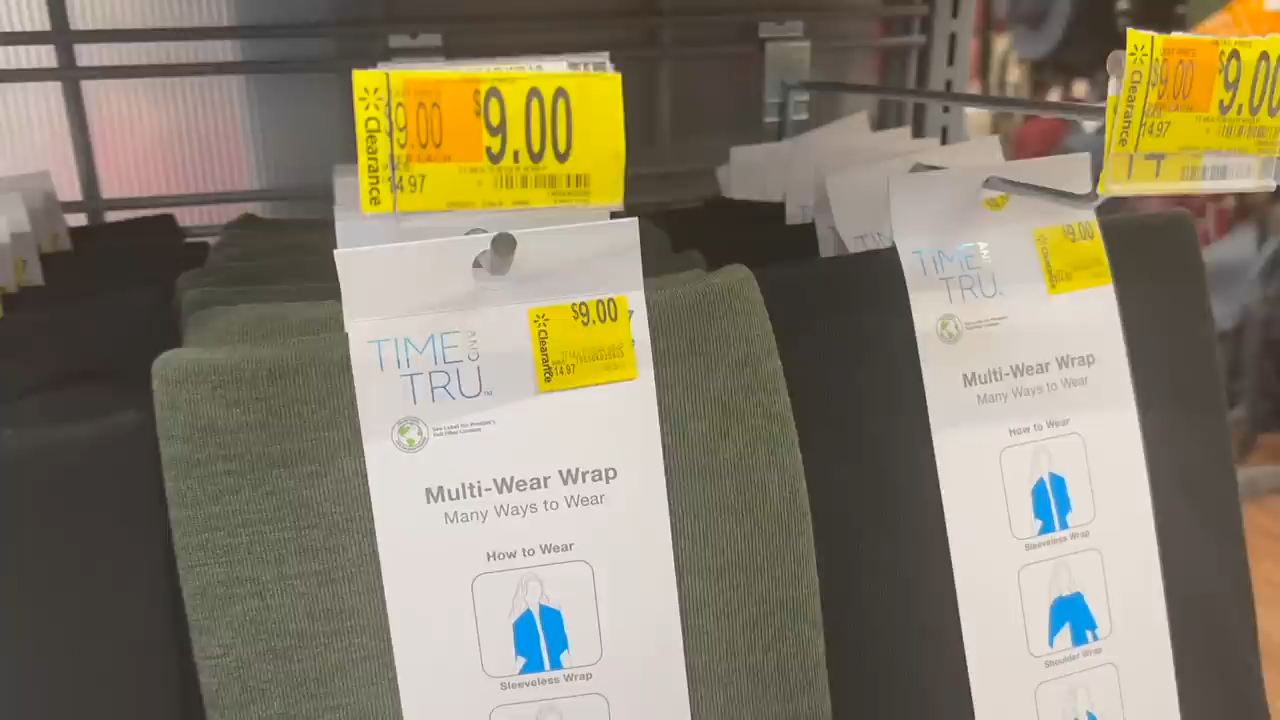 Clearance
$9.00
$9.00
14.97
Clearance
$9.00
$9.00
14.97
TIME AND
TRU™
$9.00
Clearance
$14.97
Multi-Wear Wrap
Many Ways to Wear
How to Wear
Sleeveless Wrap
TIME AND
TRU.
$9.00
Clearance
Multi-Wear Wrap
Many Ways to Wear
How to Wear
Sleeveless Wrap
Shoulder Wrap